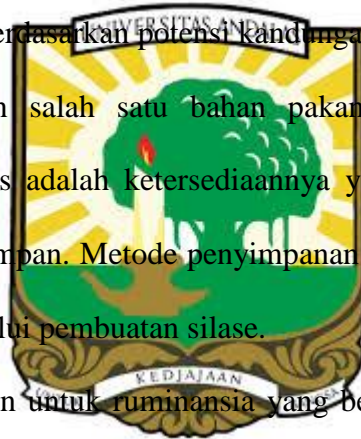 UNIVERSITAS ANDALAS
berdasarkan potensi kandunga
salah satu bahan pakan
s adalah ketersediaannya y
mpan. Metode penyimpanan
lui pembuatan silase.
KEDJAJAAN
n untuk ruminansia yang be